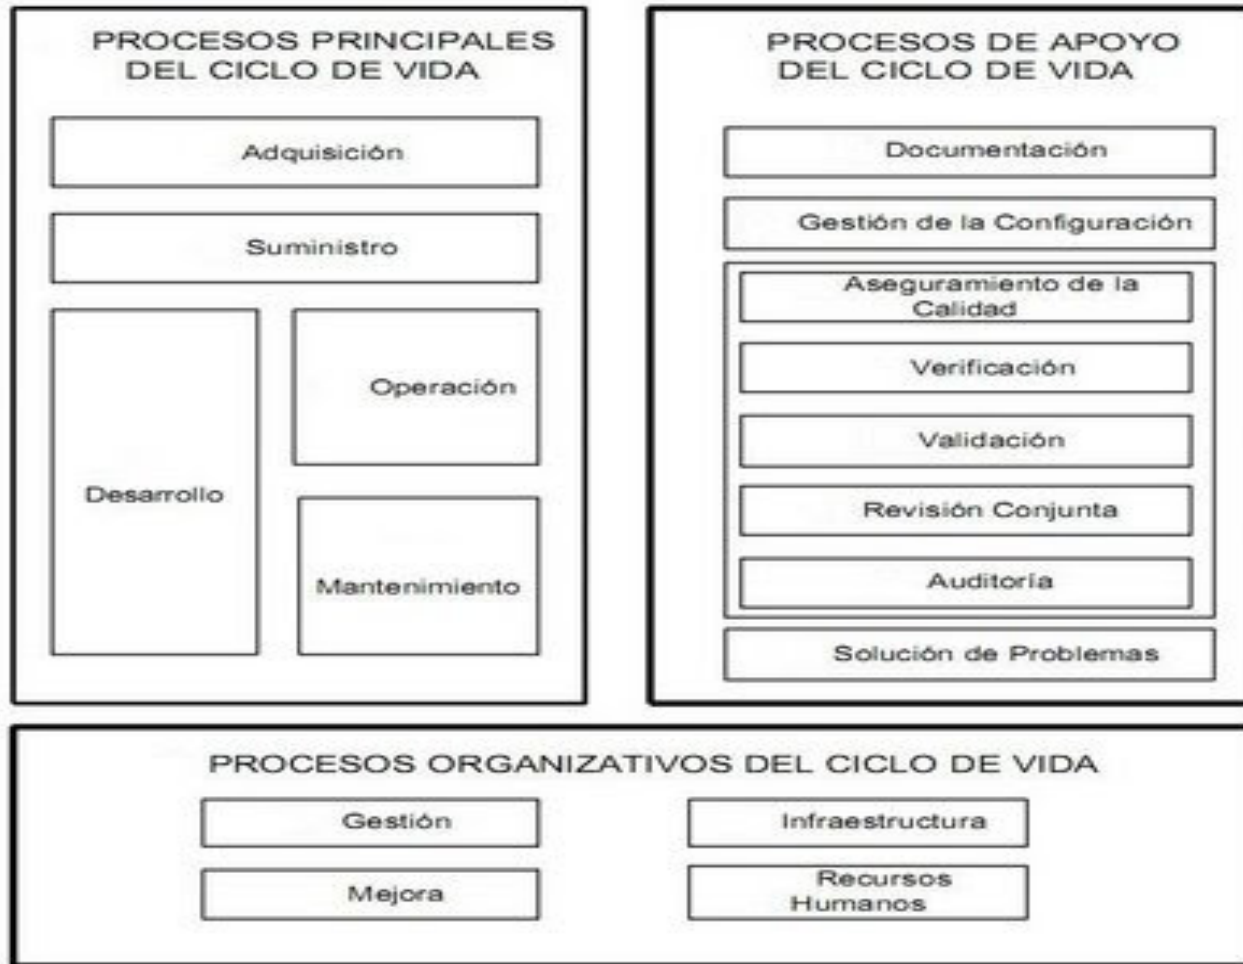 PROCESOS PRINCIPALES
DEL CICLO DE VIDA
Adquisición
Suministro
Desarrollo
Operación
Mantenimiento
PROCESOS DE APOYO
DEL CICLO DE VIDA
Documentación
Gestión de la Configuración
Aseguramiento de la
Calidad
Verificación
Validación
Revisión Conjunta
Auditoría
Solución de Problemas
PROCESOS ORGANIZATIVOS DEL CICLO DE VIDA
Gestión
Infraestructura
Mejora
Recursos
Humanos